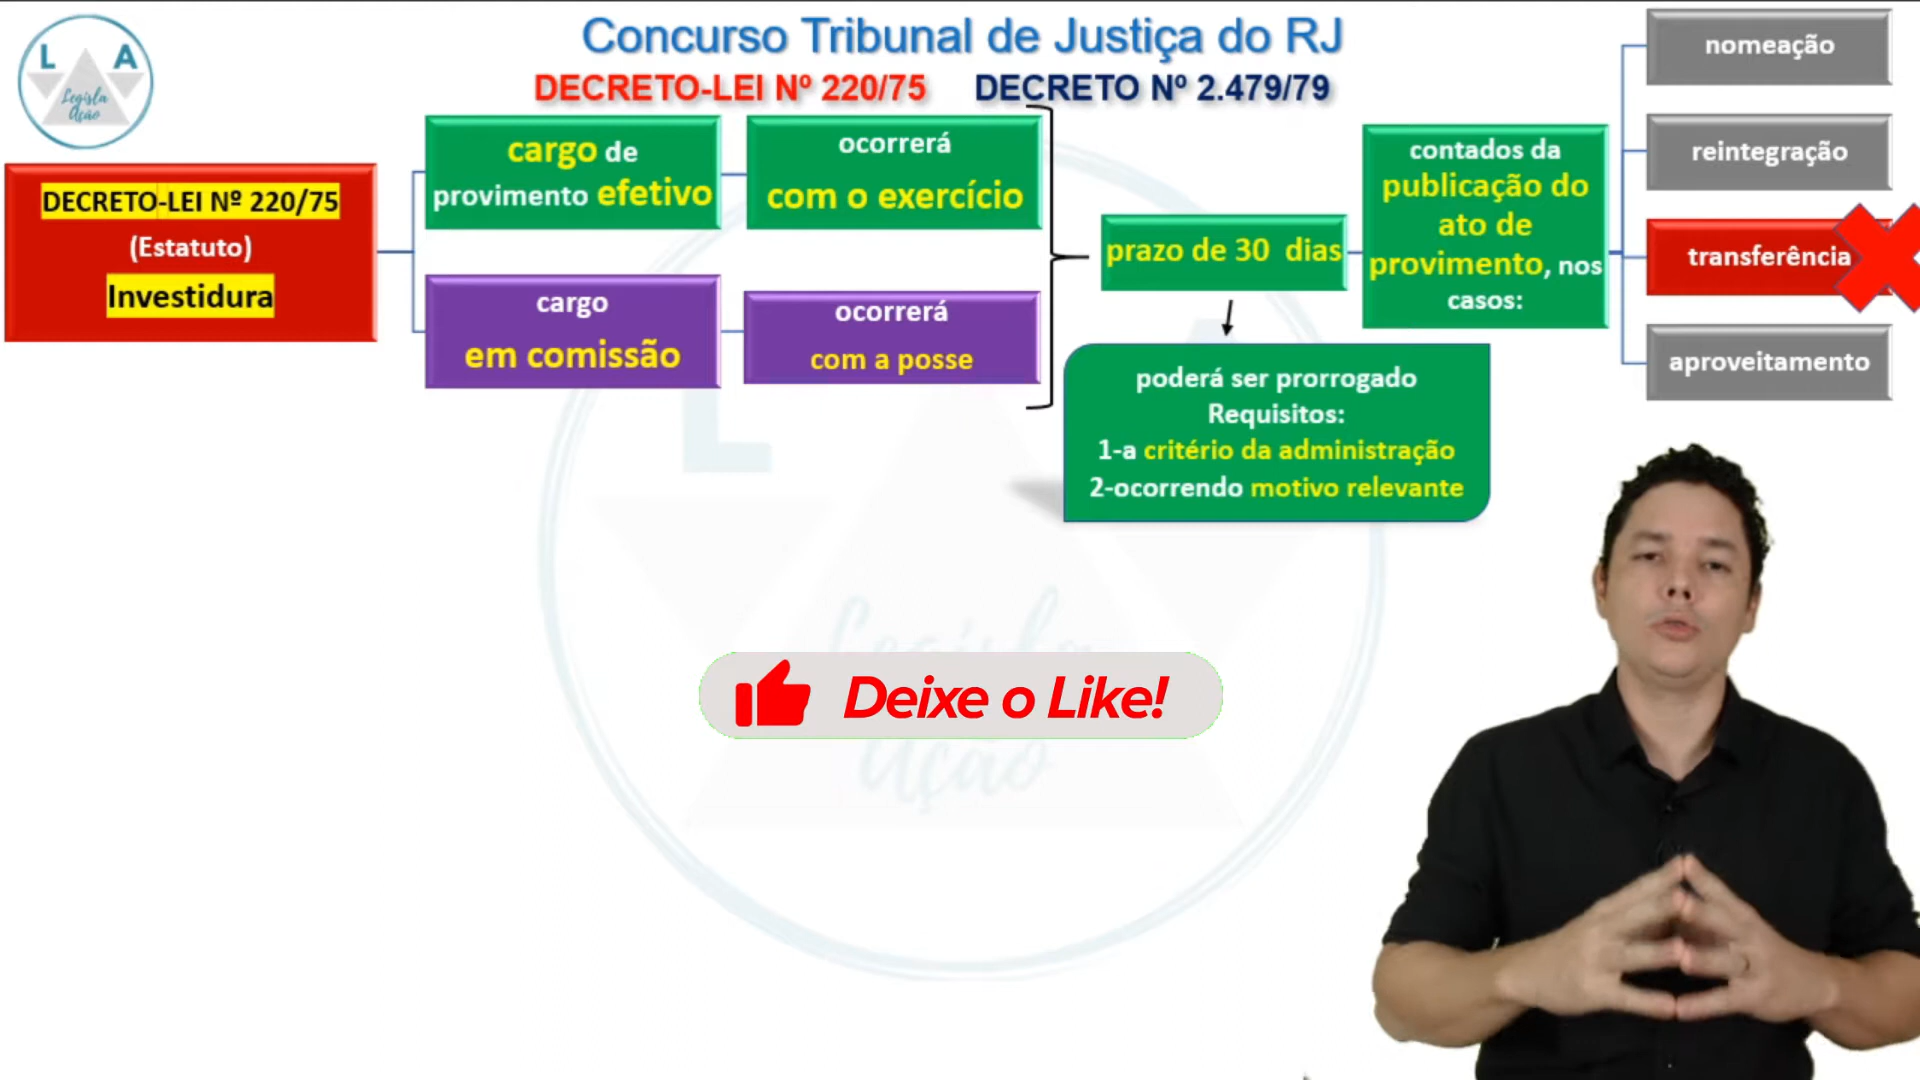 L A
Legisla
Ação
Concurso Tribunal de Justiça do RJ
DECRETO-LEI Nº 220/75 DECRETO Nº 2.479/79
DECRETO-LEI Nº 220/75
(Estatuto)
Investidura
cargo de
provimento efetivo
ocorrerá
com o exercício
cargo
em comissão
ocorrerá
com a posse
prazo de 30 dias
poderá ser prorrogado
Requisitos:
1-a critério da administração
2-ocorrendo motivo relevante
contados da
publicação do
ato de
provimento, nos
casos:
nomeação
reintegração
transferência
aproveitamento
L
Legisla
Ação
Deixe o Like!